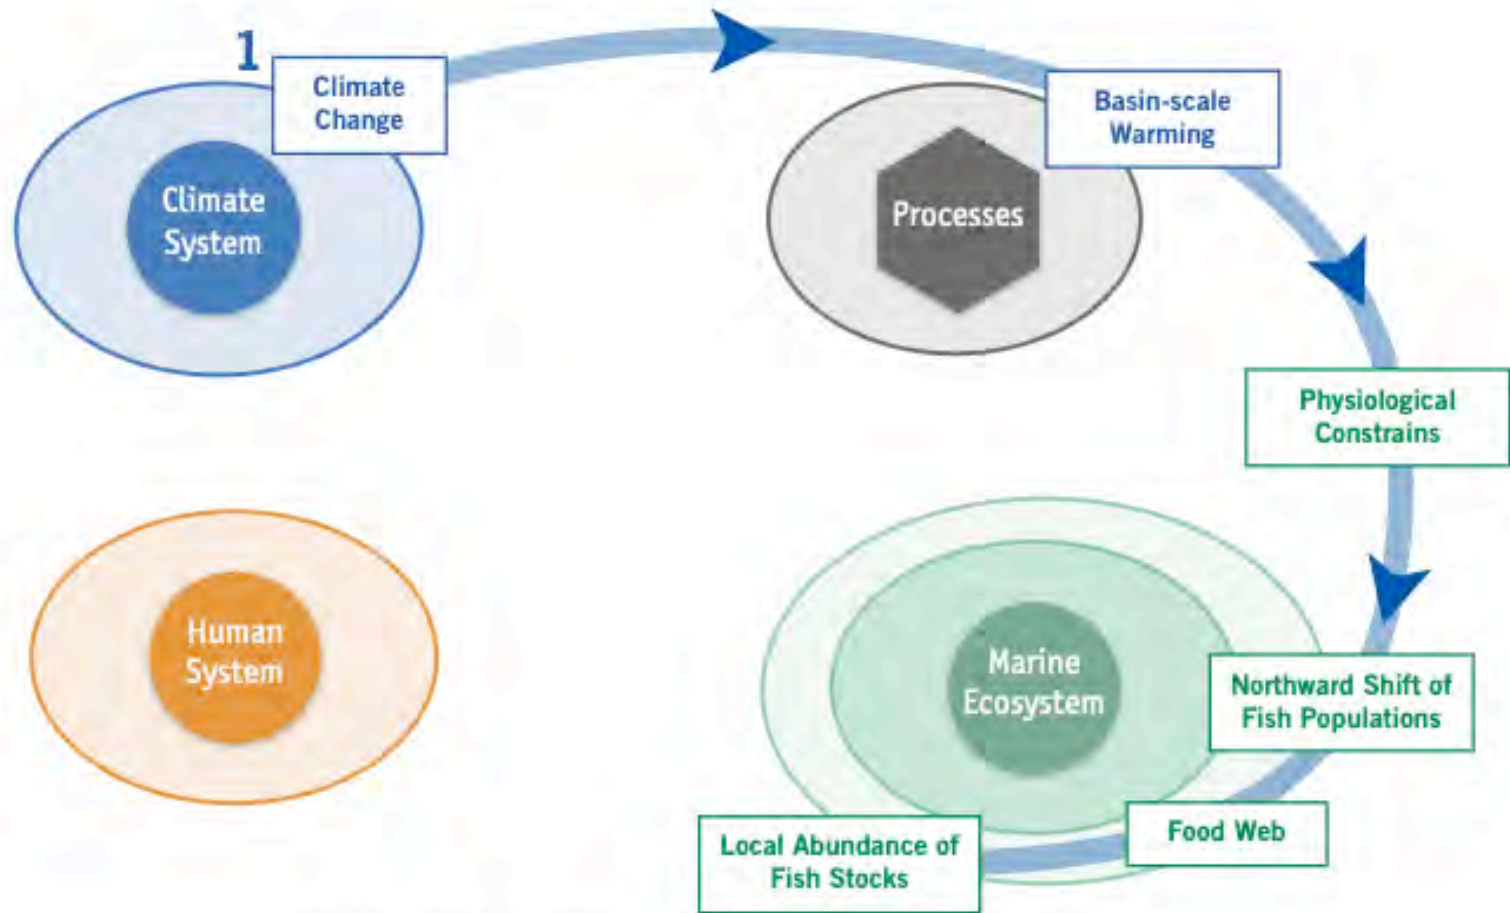 1
Climate
Change
Basin-scale
Warming
Climate
System
Processes
Physiological
Constrains
Human
System
Marine
Ecosystem
Northward Shift of
Fish Populations
Food Web
Local Abundance of
Fish Stocks